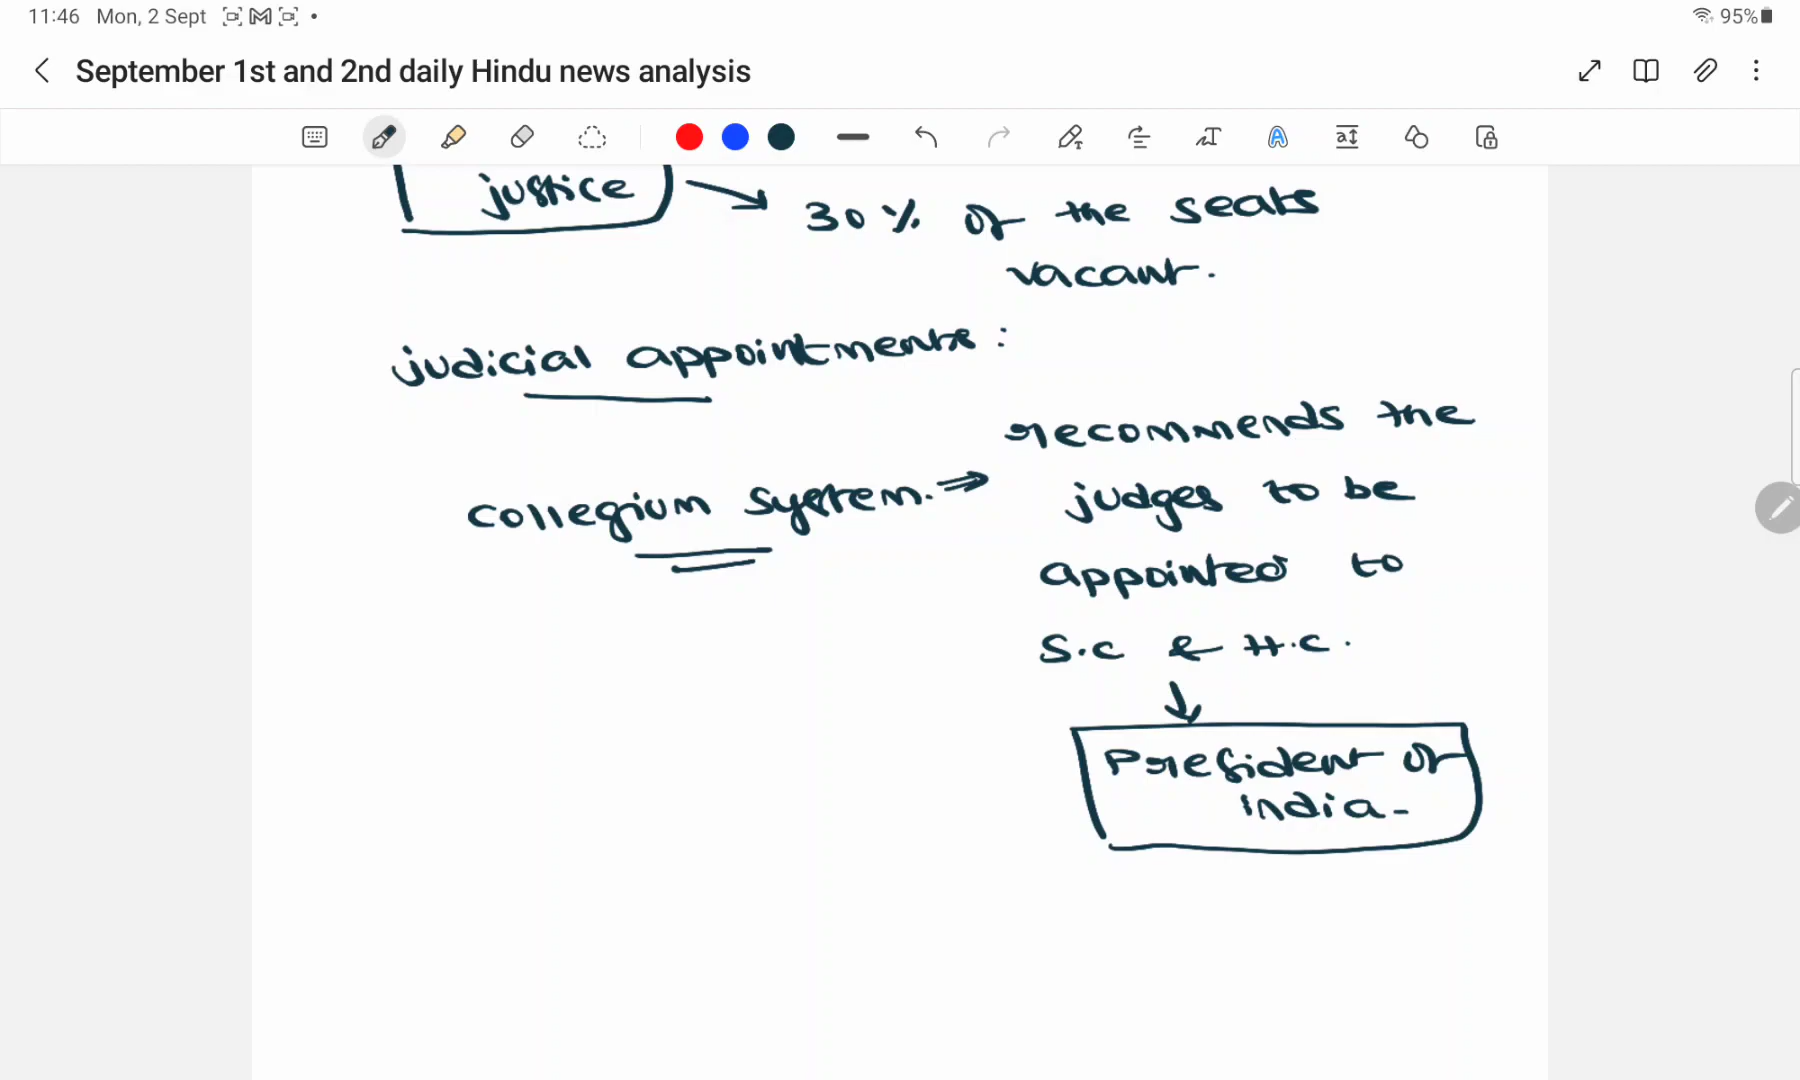 11:46 Mon, 2 Sept
95%
September 1st and 2nd daily Hindu news analysis
justice
30% of the seats
vacant.
judicial appointments:
collegium system.
recommends the
judges to be
appointed to
S.C & H.C.
President of
india-